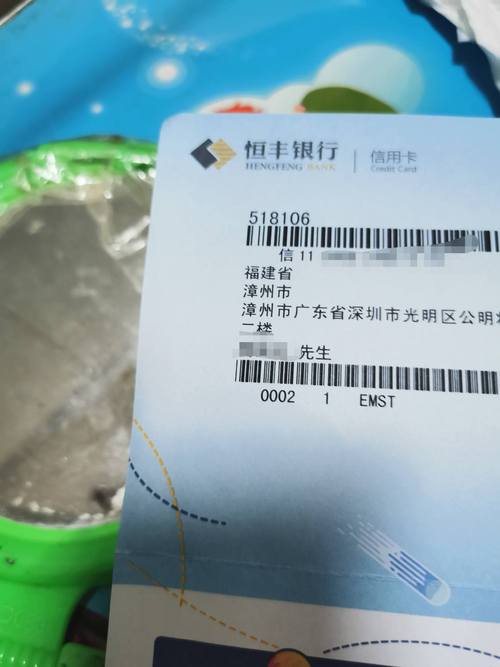 恒丰银行 信用卡
HENGFENG BANK Credit Card
518106
信 11
福建省
漳州市
漳州市广东省深圳市光明区公明
二楼
先生
0002 1 EMST